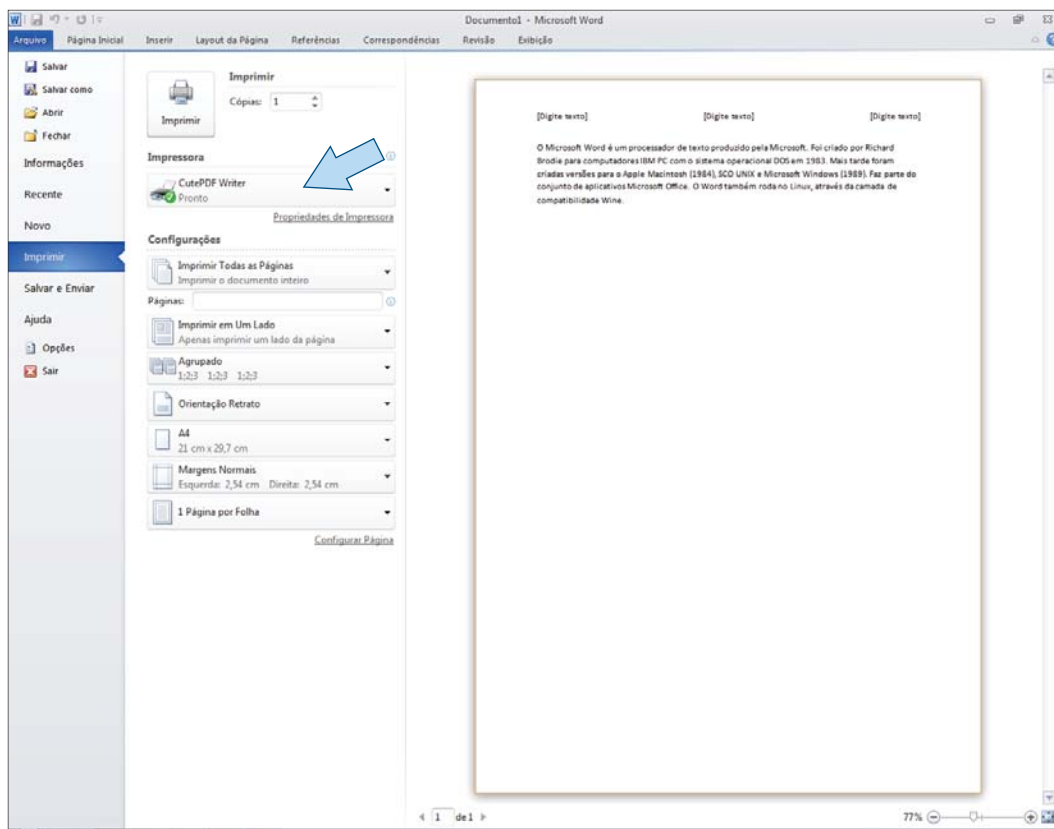 Documento1 - Microsoft Word
Arquivo Página Inicial Inserir Layout da Página Referências Correspondências Revisão Exibição
Salvar
Salvar como
Abrir
Fechar
Informações
Recente
Novo
Imprimir
Salvar e Enviar
Ajuda
Opções
Sair
Imprimir
Cópias: 1
Imprimir
Impressora
CutePDF Writer
Pronto
Propriedades de Impressora
Configurações
Imprimir Todas as Páginas
Imprimir o documento inteiro
Páginas:
Imprimir em Um Lado
Apenas imprimir um lado da página
Agrupado
1;2;3 1;2;3 1;2;3
Orientação Retrato
A4
21 cm x 29,7 cm
Margens Normais
Esquerda: 2,54 cm Direita: 2,54 cm
1 Página por Folha
Configurar Página
[Digite texto] [Digite texto] [Digite texto]
O Microsoft Word é um processador de texto produzido pela Microsoft. Foi criado por Richard
Brodie para computadores IBM PC com o sistema operacional DOS em 1983. Mais tarde foram
criadas versões para o Apple Macintosh (1984), SCO UNIX e Microsoft Windows (1989). Faz parte do
conjunto de aplicativos Microsoft Office. O Word também roda no Linux, através da camada de
compatibilidade Wine.
1 de 1
77%